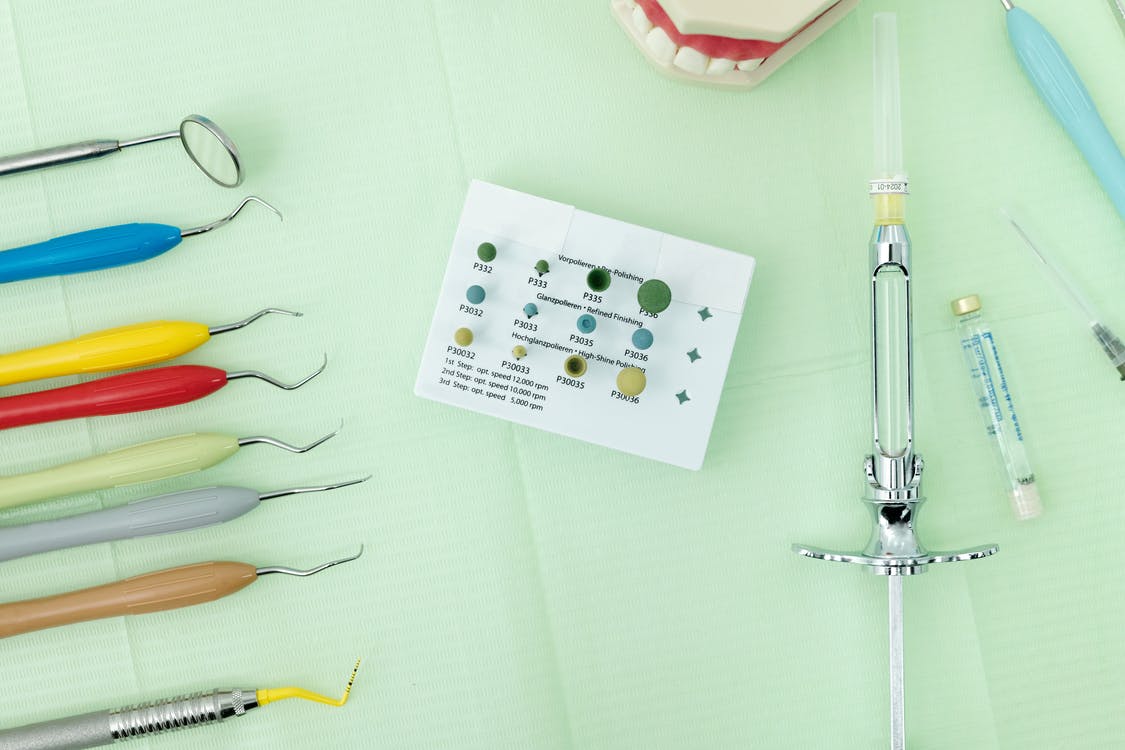 Vorpolieren • Pre-Polishing
P332
P333
P335
P336
Glanzpolieren • Refined Finishing
P3032
P3033
P3035
P3036
Hochglanzpolieren • High-Shine Polishing
P30032
P30033
P30035
P30036
1st Step: opt. speed 12,000 rpm
2nd Step: opt. speed 10,000 rpm
3rd Step: opt. speed 5,000 rpm
2024-01